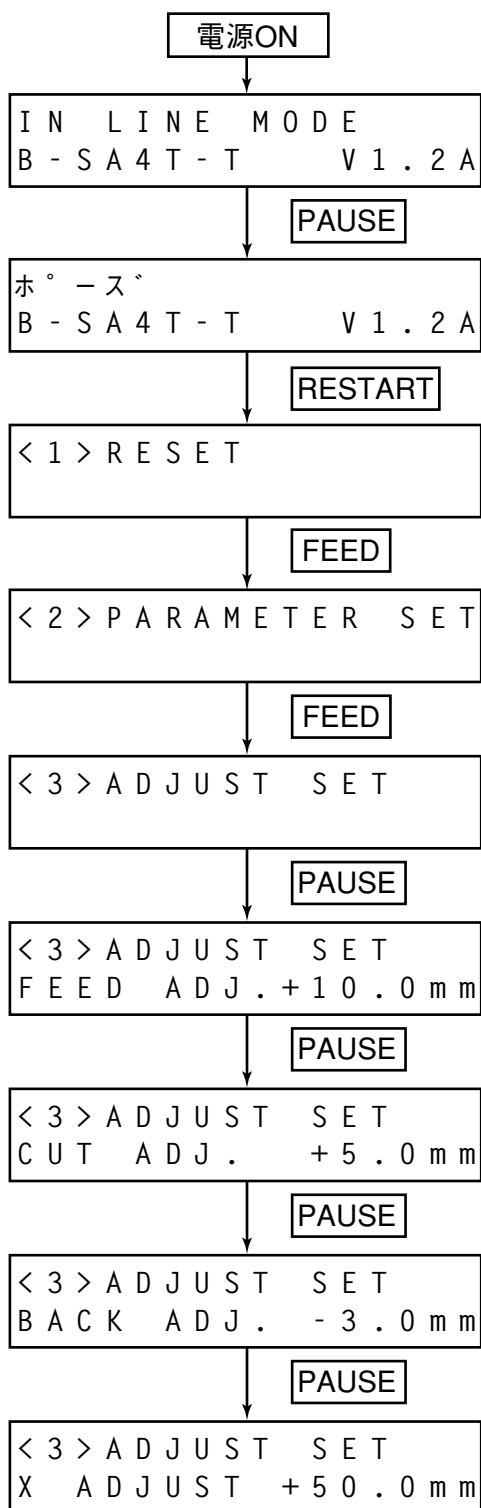 電源ON
IN LINE MODE
B-SA4T-T V1.2A
PAUSE
ポーズ
B-SA4T-T V1.2A
RESTART
<1>RESET
FEED
<2>PARAMETER SET
FEED
<3>ADJUST SET
PAUSE
<3>ADJUST SET
FEED ADJ.+10.0mm
PAUSE
<3>ADJUST SET
CUT ADJ. +5.0mm
PAUSE
<3>ADJUST SET
BACK ADJ. -3.0mm
PAUSE
<3>ADJUST SET
X ADJUST +50.0mm